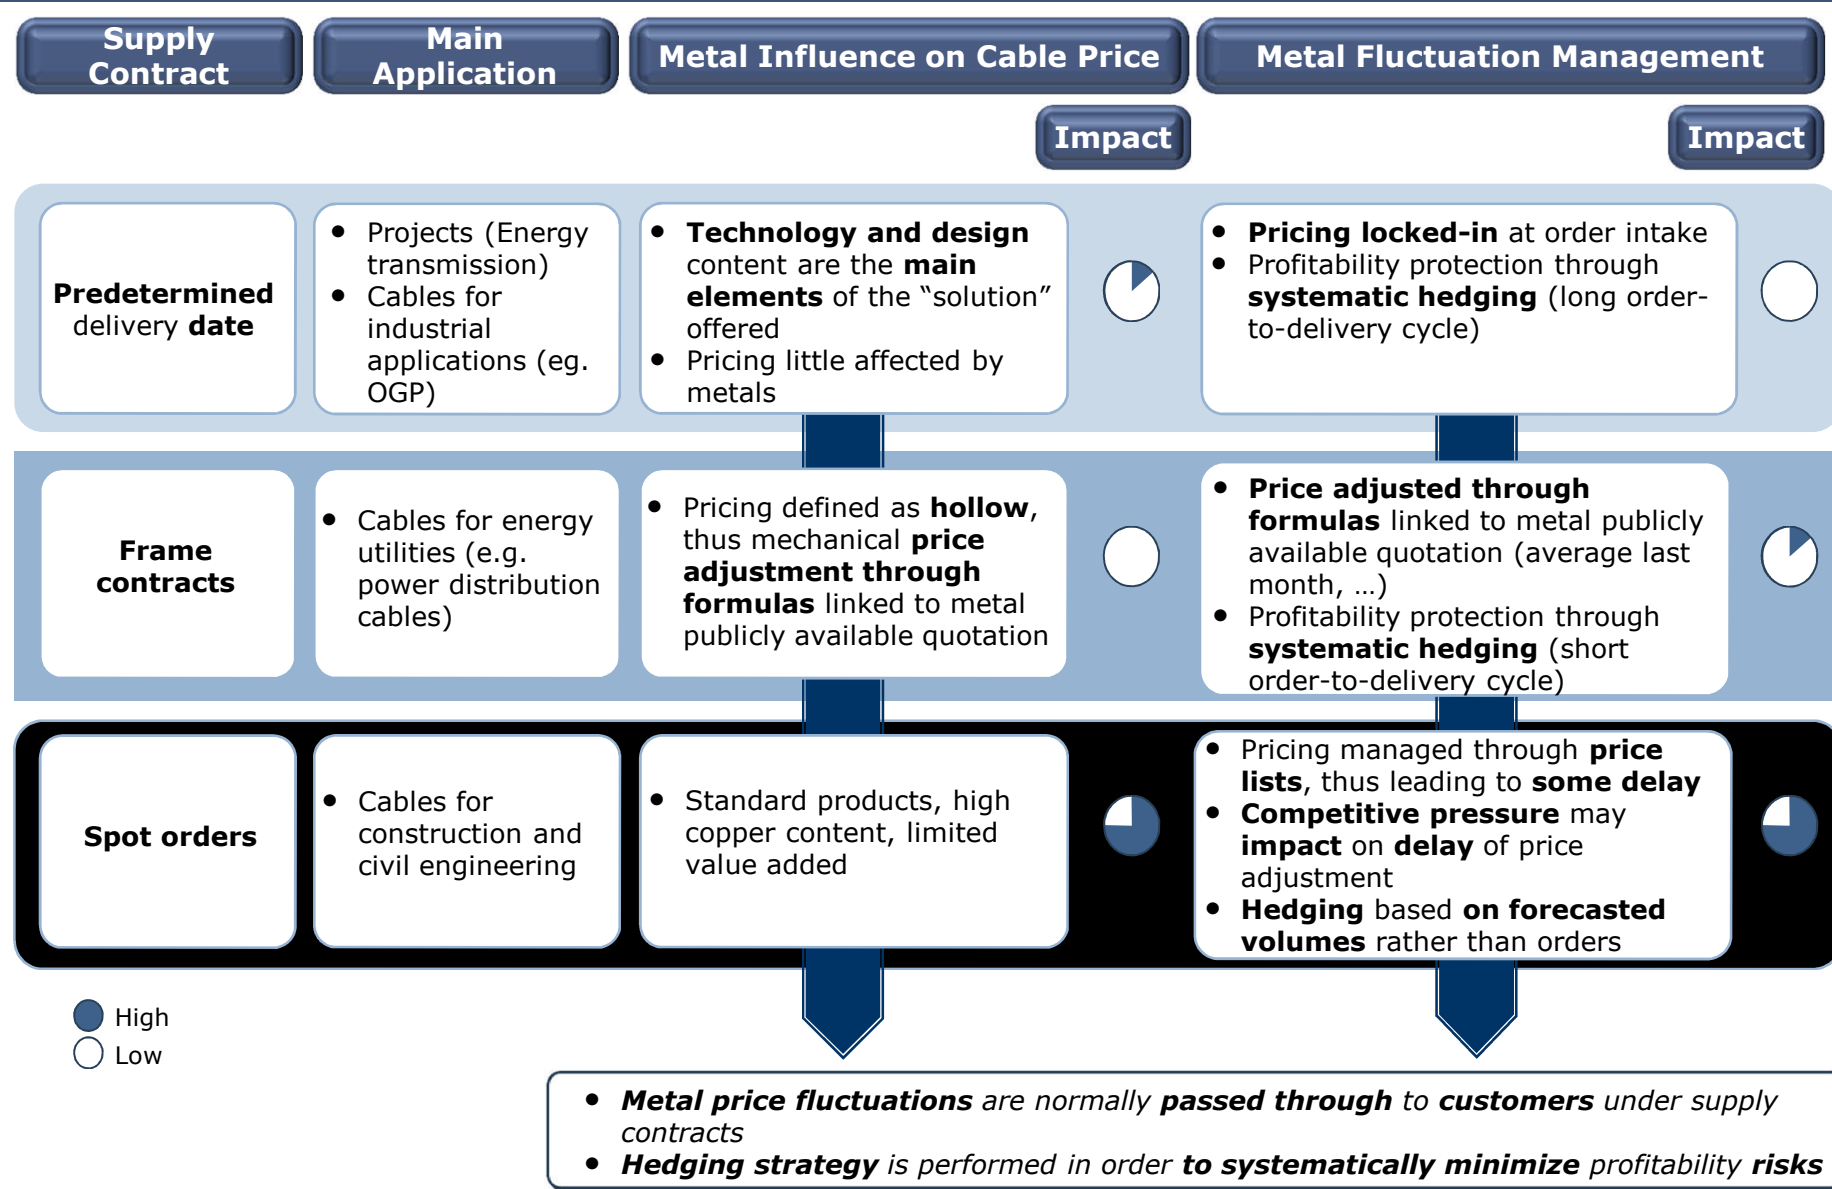 Supply
Contract
Main
Application
Metal Influence on Cable Price
Metal Fluctuation Management
Impact
Impact
Predetermined
delivery date
• Projects (Energy
transmission)
• Cables for
industrial
applications (eg.
OGP)
• Technology and design
content are the main
elements of the “solution”
offered
• Pricing little affected by
metals
• Pricing locked-in at order intake
• Profitability protection through
systematic hedging (long order-
to-delivery cycle)
Frame
contracts
• Cables for energy
utilities (e.g.
power distribution
cables)
• Pricing defined as hollow,
thus mechanical price
adjustment through
formulas linked to metal
publicly available quotation
• Price adjusted through
formulas linked to metal publicly
available quotation (average last
month, …)
• Profitability protection through
systematic hedging (short
order-to-delivery cycle)
Spot orders
• Cables for
construction and
civil engineering
• Standard products, high
copper content, limited
value added
• Pricing managed through price
lists, thus leading to some delay
• Competitive pressure may
impact on delay of price
adjustment
• Hedging based on forecasted
volumes rather than orders
High
Low
• Metal price fluctuations are normally passed through to customers under supply
contracts
• Hedging strategy is performed in order to systematically minimize profitability risks